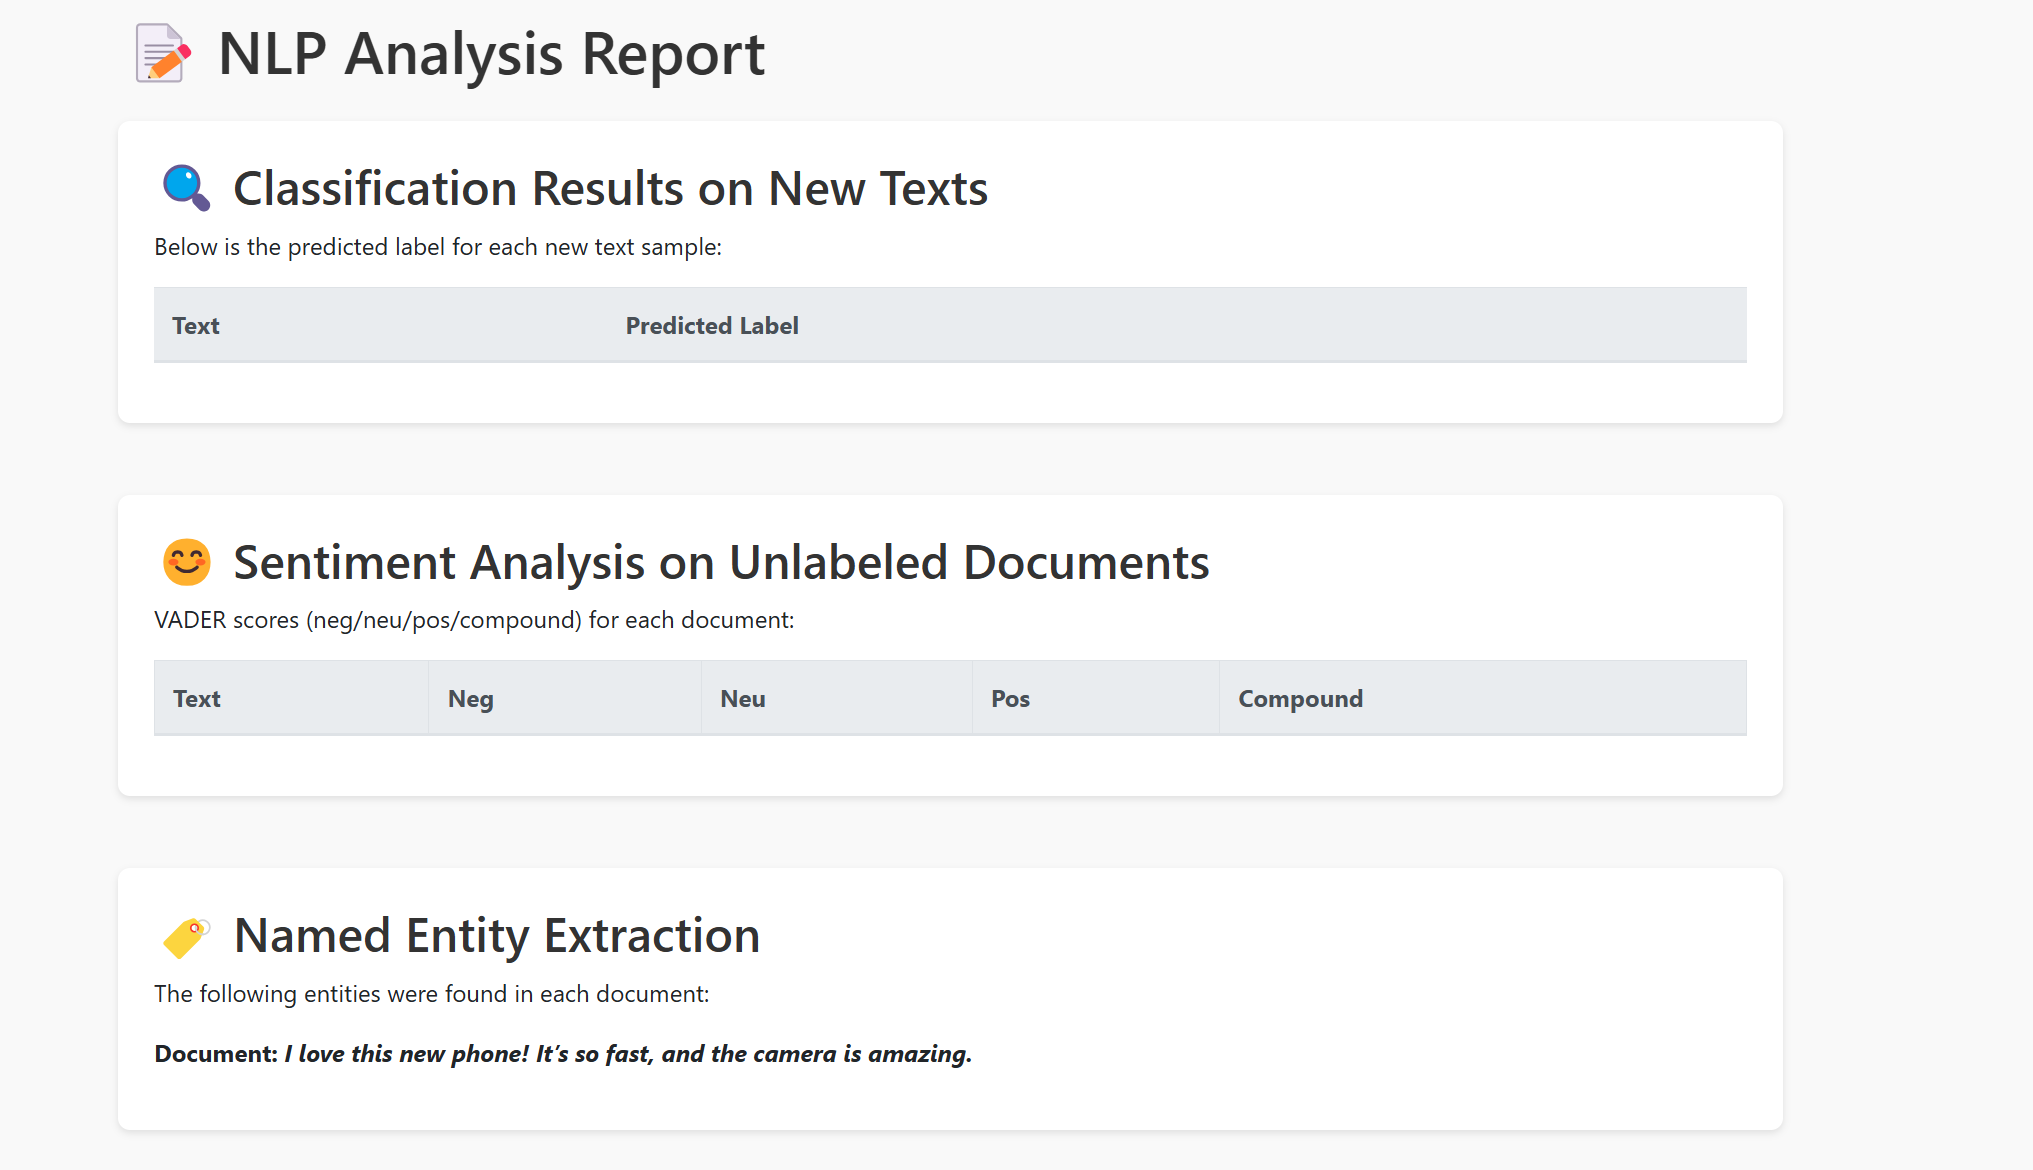 NLP Analysis Report
Classification Results on New Texts
Below is the predicted label for each new text sample:
Text Predicted Label
Sentiment Analysis on Unlabeled Documents
VADER scores (neg/neu/pos/compound) for each document:
Text Neg Neu Pos Compound
Named Entity Extraction
The following entities were found in each document:
Document: I love this new phone! It’s so fast, and the camera is amazing.